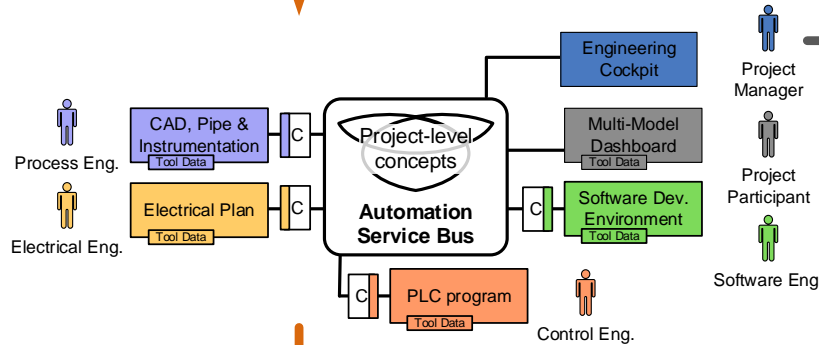 Engineering
Cockpit
Project
Manager
CAD, Pipe &
Instrumentation
Tool Data
C
Process Eng.
Project-level
concepts
Multi-Model
Dashboard
Tool Data
Project
Participant
Electrical Plan
Tool Data
C
Electrical Eng.
Automation
Service Bus
C
Software Dev.
Environment
Tool Data
Software Eng
C
PLC program
Tool Data
Control Eng.